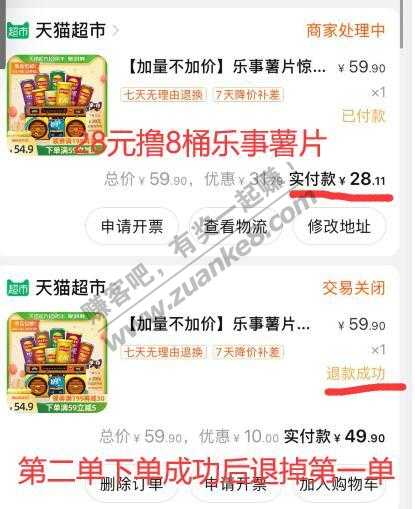 超市 天猫超市 >
商家处理中
【加量不加价】乐事薯片惊... ¥59.90
七天无理由退换 7天降价补差 ×1
已付款
¥54.9
下单满59立减5
28元撸8桶乐事薯片
总价¥59.90,优惠¥31.79 实付款¥28.11
申请开票 查看物流 修改地址
赚客吧,有奖一起赚!
www.zuanke8.com
超市 天猫超市 >
交易关闭
【加量不加价】乐事薯片... ¥59.90
七天无理由退换 7天降价补差 ×1
退款成功
¥54.9
下单满59立减5
总价¥59.90,优惠¥10.00 实付款¥49.90
第二单下单成功后退掉第一单
删除订单 申请开票 加入购物车